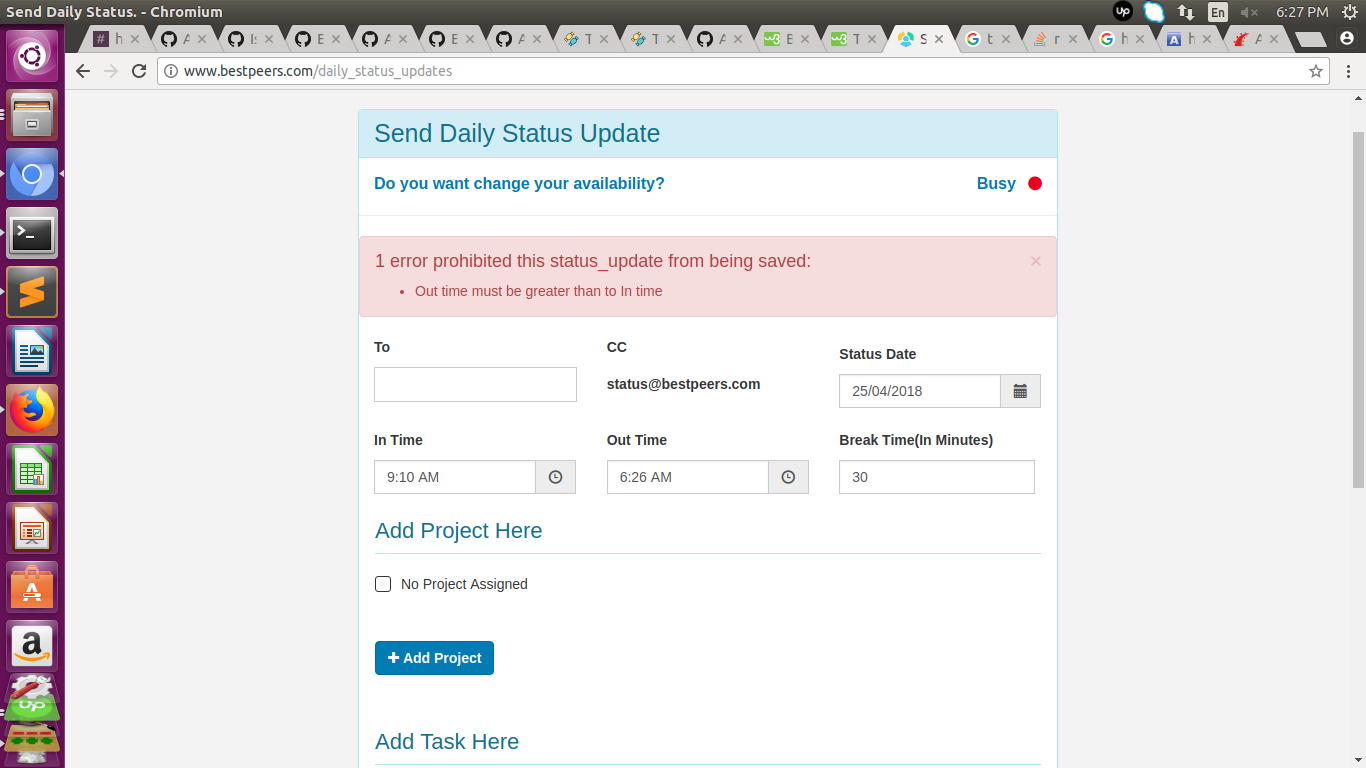 Send Daily Status. - Chromium
up
En
6:27 PM
# h
A
Is
E
A
E
A
T
T
A
E
T
S
t
r
h
h
A
www.bestpeers.com/daily_status_updates
Send Daily Status Update
Do you want change your availability?
Busy
1 error prohibited this status_update from being saved:
×
• Out time must be greater than to In time
To
CC
Status Date
status@bestpeers.com
25/04/2018
In Time
Out Time
Break Time(In Minutes)
9:10 AM
6:26 AM
30
Add Project Here
No Project Assigned
+ Add Project
Add Task Here